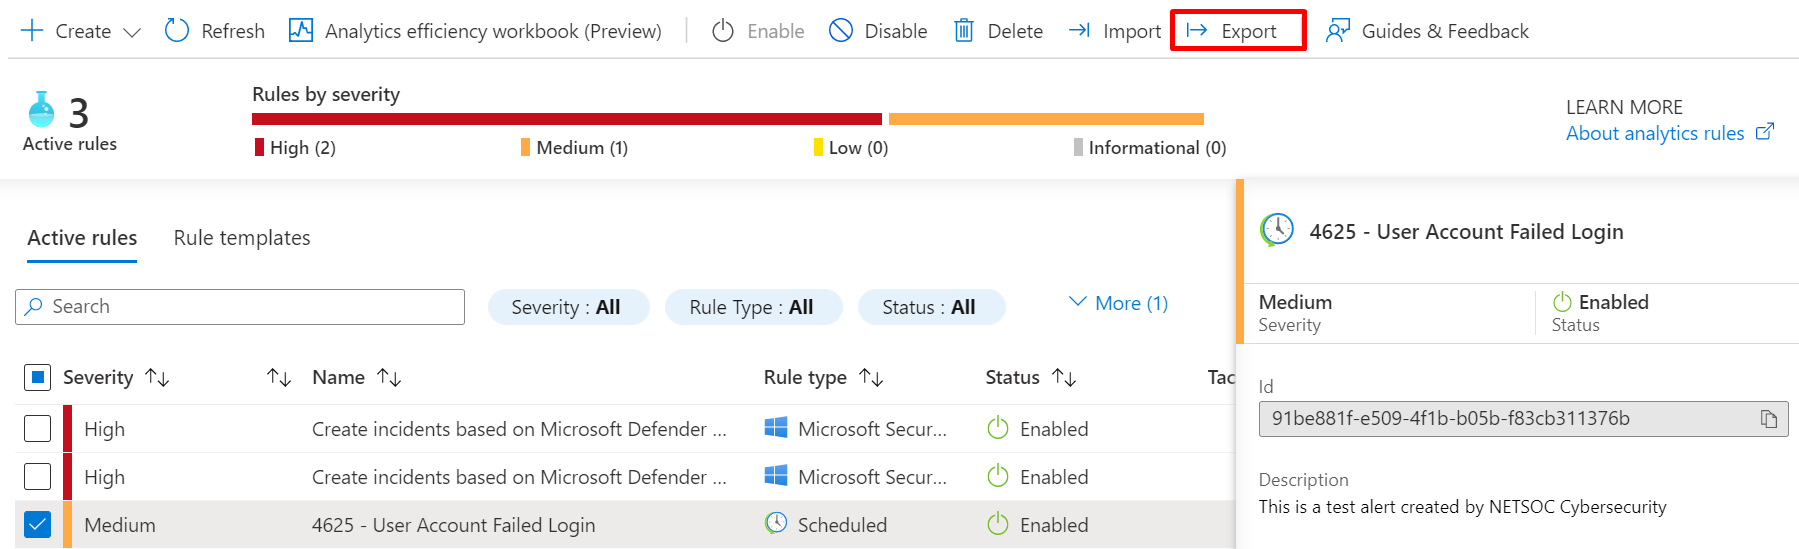 Create Refresh Analytics efficiency workbook (Preview) Enable Disable Delete Import Export Guides & Feedback
3
Active rules
Rules by severity
High (2) Medium (1) Low (0) Informational (0)
LEARN MORE
About analytics rules
Active rules Rule templates
Search Severity : All Rule Type : All Status : All More (1)
Severity Name Rule type Status Tac
High Create incidents based on Microsoft Defender ... Microsoft Secur... Enabled
High Create incidents based on Microsoft Defender ... Microsoft Secur... Enabled
Medium 4625 - User Account Failed Login Scheduled Enabled
4625 - User Account Failed Login
Medium Enabled
Severity Status
Id
91be881f-e509-4f1b-b05b-f83cb311376b
Description
This is a test alert created by NETSOC Cybersecurity